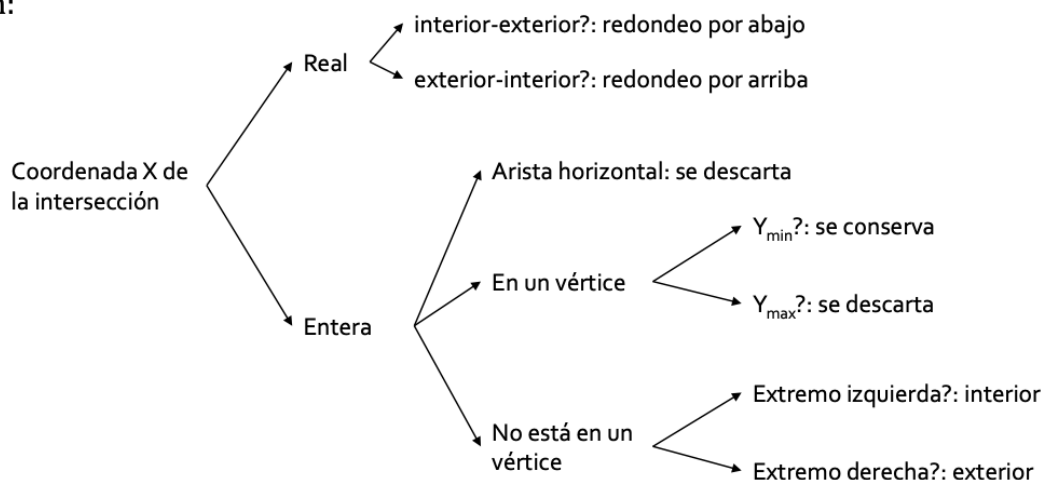 n:
interior-exterior?: redondeo por abajo
Real
exterior-interior?: redondeo por arriba
Coordenada X de
la intersección
Arista horizontal: se descarta
Ymin?: se conserva
En un vértice
Ymax?: se descarta
Entera
Extremo izquierda?: interior
No está en un
vértice
Extremo derecha?: exterior